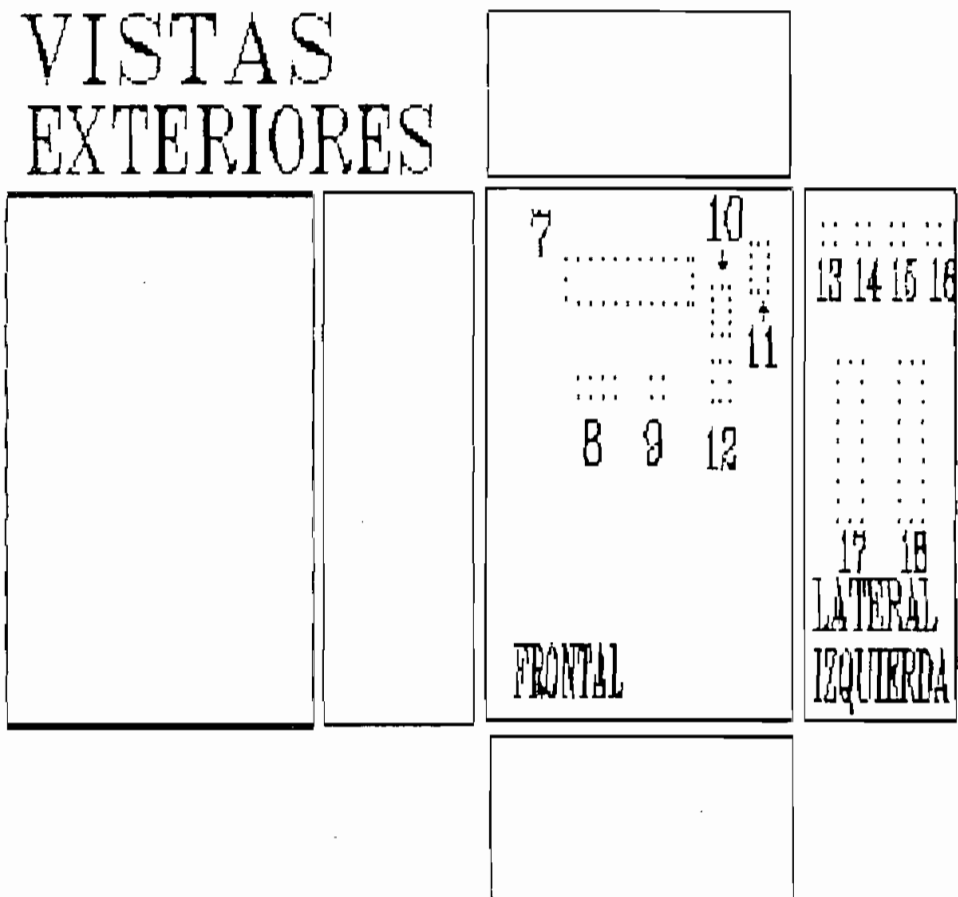 VISTAS
EXTERIORES
7
10
11
8 9 12
FRONTAL
13 14 15 16
17 18
LATERAL
IZQUIERDA